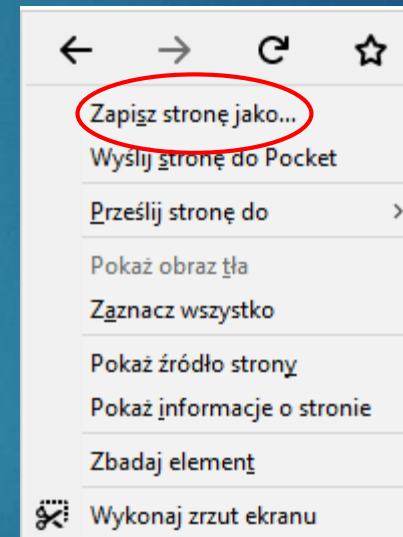 Zapisz stronę jako...
Wyślij stronę do Pocket
Prześlij stronę do
Pokaż obraz tła
Zaznacz wszystko
Pokaż źródło strony
Pokaż informacje o stronie
Zbadaj element
Wykonaj zrzut ekranu